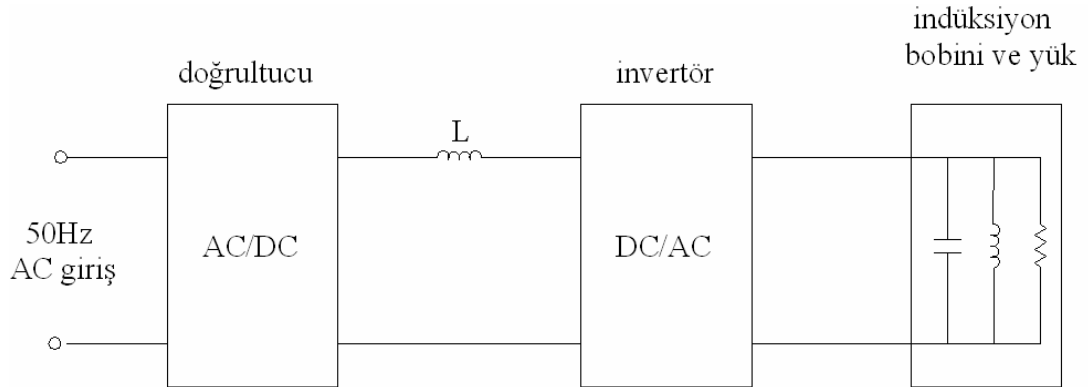 indüksiyon
bobini ve yük
doğrultucu
invertör
L
50Hz
AC giriş
AC/DC
DC/AC